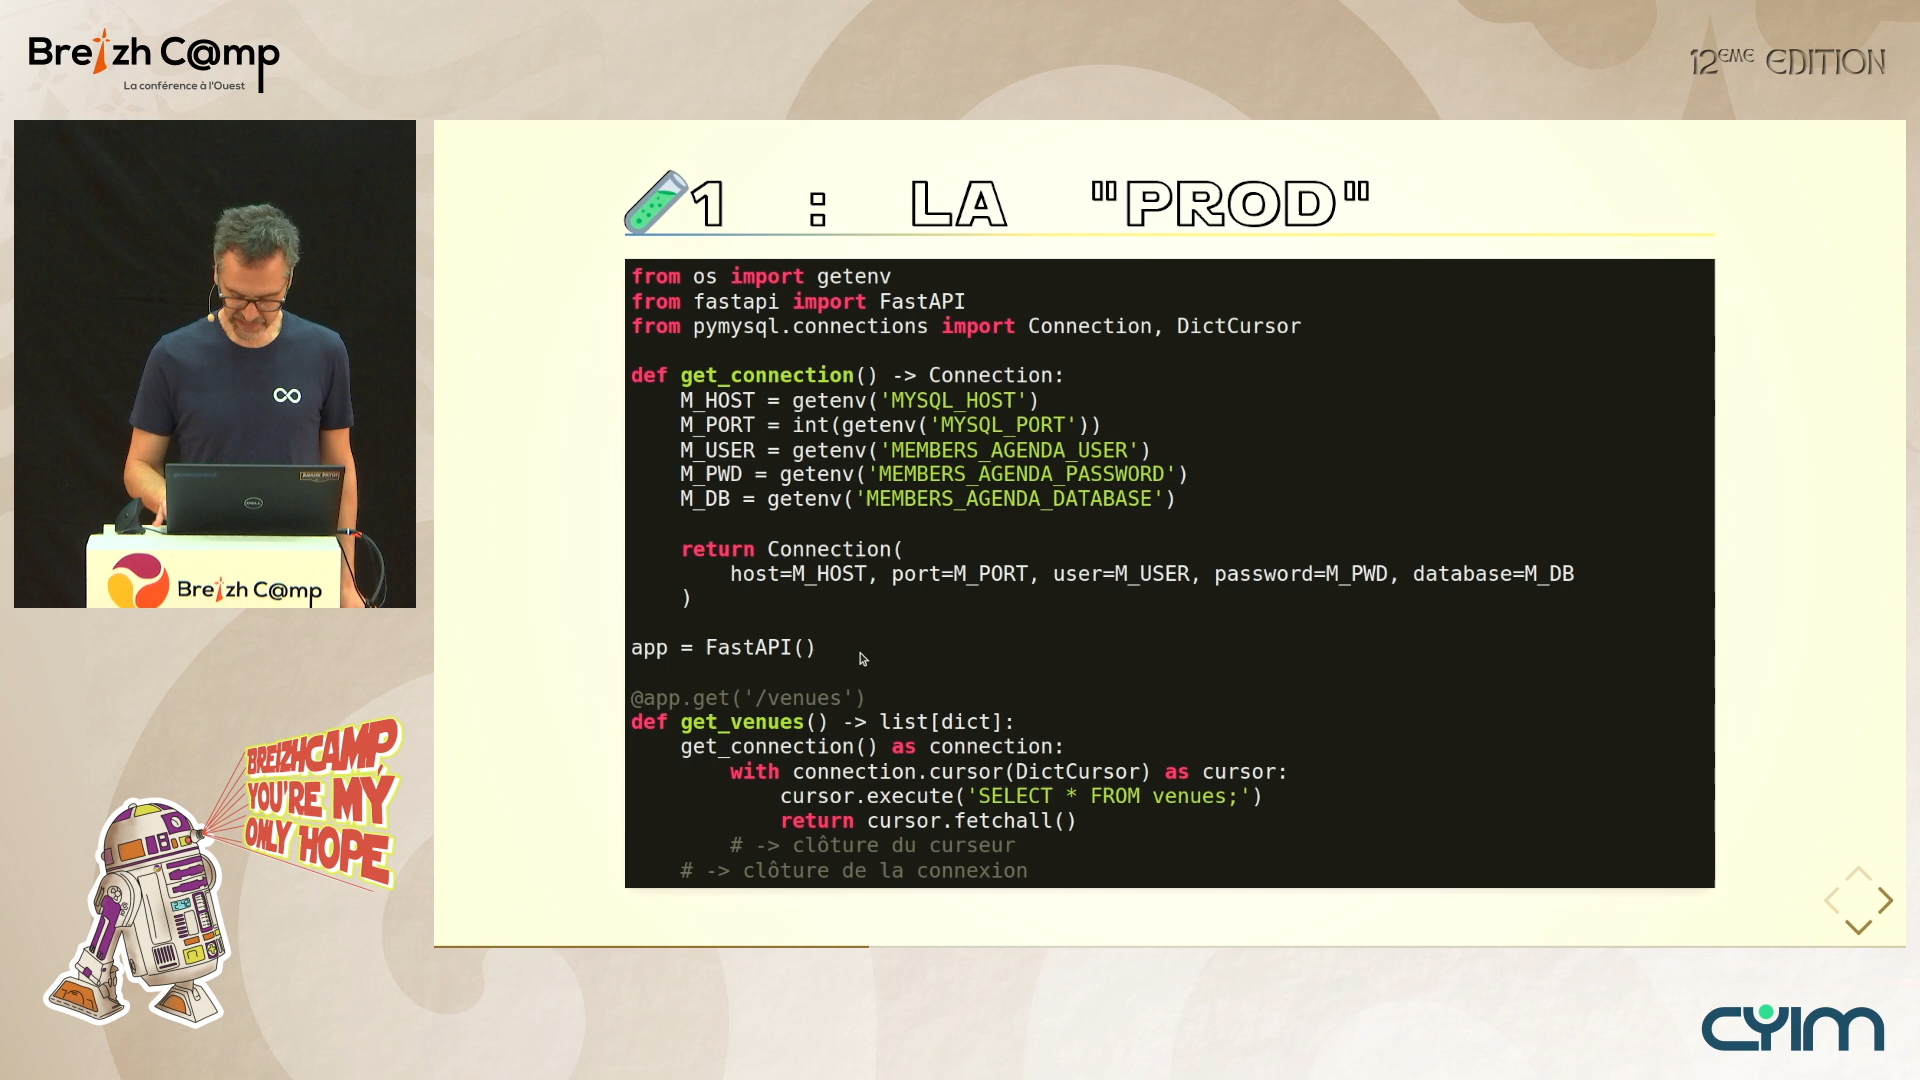 Breizh C@mp
La conférence à l'Ouest
12ÈME EDITION
1 : LA "PROD"
from os import getenv
from fastapi import FastAPI
from pymysql.connections import Connection, DictCursor
def get_connection() -> Connection:
    M_HOST = getenv('MYSQL_HOST')
    M_PORT = int(getenv('MYSQL_PORT'))
    M_USER = getenv('MEMBERS_AGENDA_USER')
    M_PWD = getenv('MEMBERS_AGENDA_PASSWORD')
    M_DB = getenv('MEMBERS_AGENDA_DATABASE')
    return Connection(
        host=M_HOST, port=M_PORT, user=M_USER, password=M_PWD, database=M_DB
    )
app = FastAPI()
@app.get('/venues')
def get_venues() -> list[dict]:
    get_connection() as connection:
        with connection.cursor(DictCursor) as cursor:
            cursor.execute('SELECT * FROM venues;')
            return cursor.fetchall()
        # -> clôture du curseur
    # -> clôture de la connexion
DELL
Breizh C@mp
BREIZHCAMP,
YOU'RE MY
ONLY HOPE
CYIM